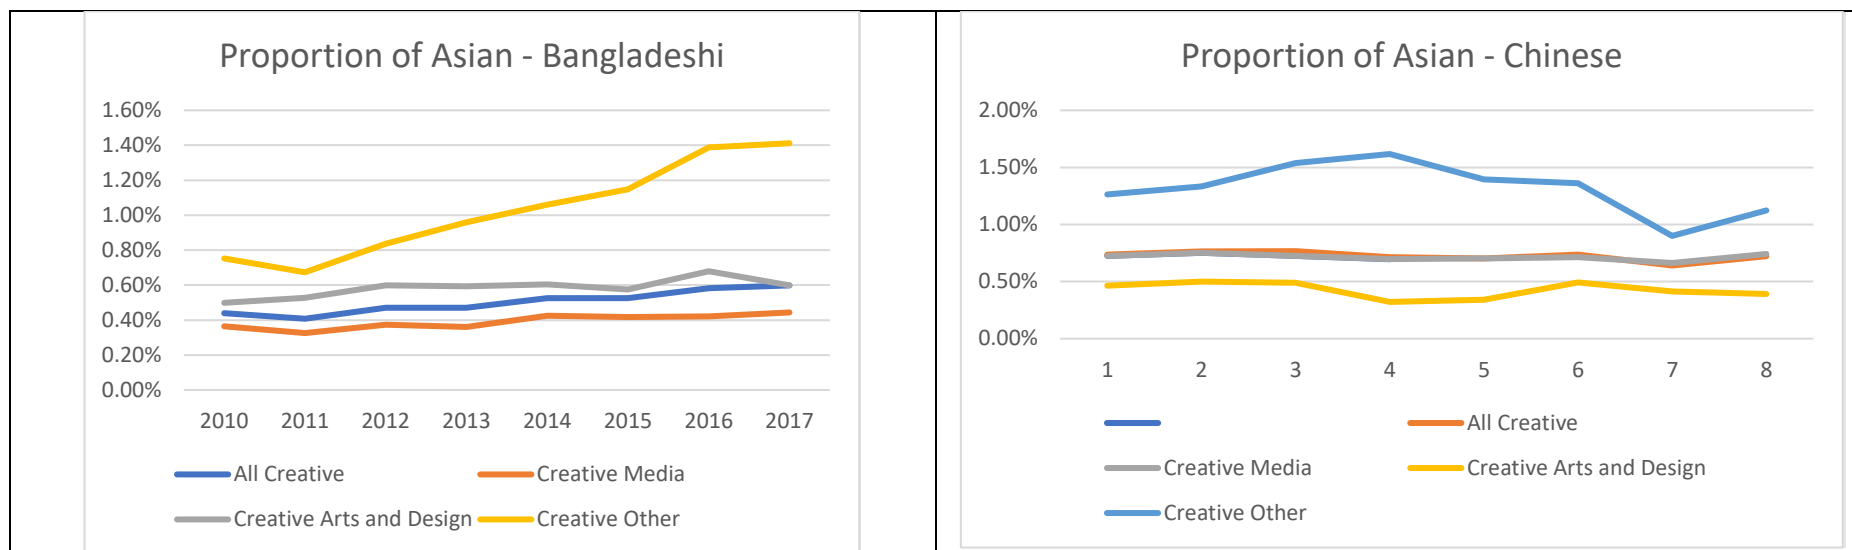 Proportion of Asian - Bangladeshi
1.60%
1.40%
1.20%
1.00%
0.80%
0.60%
0.40%
0.20%
0.00%
2010 2011 2012 2013 2014 2015 2016 2017
All Creative Creative Media
Creative Arts and Design Creative Other
Proportion of Asian - Chinese
2.00%
1.50%
1.00%
0.50%
0.00%
1 2 3 4 5 6 7 8
All Creative
Creative Media Creative Arts and Design
Creative Other